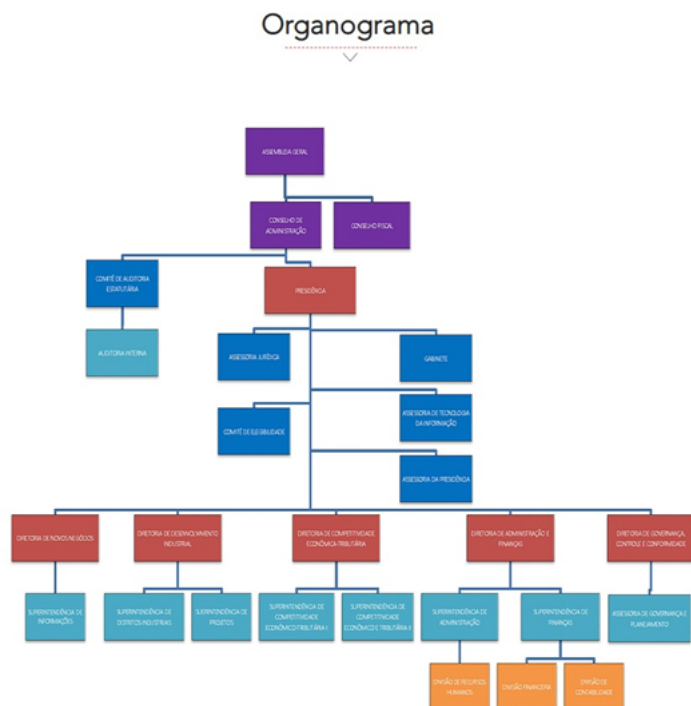 Organograma
ASSEMBLEIA GERAL
CONSELHO DE
ADMINISTRAÇÃO
CONSELHO FISCAL
COMITÊ DE AUDITORIA
ESTATUTÁRIA
PRESIDÊNCIA
AUDITORIA INTERNA
ASSESSORIA JURÍDICA
GABINETE
COMITÊ DE ELEGIBILIDADE
ASSESSORIA DE TECNOLOGIA
DA INFORMAÇÃO
ASSESSORIA DA PRESIDÊNCIA
DIRETORIA DE NOVOS NEGÓCIOS
DIRETORIA DE DESENVOLVIMENTO
INDUSTRIAL
DIRETORIA DE COMPETITIVIDADE
ECONÔMICA-TRIBUTÁRIA
DIRETORIA DE ADMINISTRAÇÃO E
FINANÇAS
DIRETORIA DE GOVERNANÇA,
CONTROLE E CONFORMIDADE
SUPERINTENDÊNCIA DE
INFORMAÇÕES
SUPERINTENDÊNCIA DE
DISTRITOS INDUSTRIAIS
SUERINTENDÊNCIA DE
PROJETOS
SUPERINTENDÊNCIA DE
COMPETITIVIDADE
ECONÔMICO-TRIBUTÁRIA I
SUPERINTENDÊNCIA DE
COMPETITIVIDADE
ECONÔMICO E TRIBUTÁRIA II
SUPERINTENDÊNCIA DE
ADMINISTRAÇÃO
SUPERINTENDÊNCIA DE
FINANÇAS
ASSESSORIA DE GOVERNANÇA E
PLANEJAMENTO
DIVISÃO DE RECURSOS
HUMANOS
DIVISÃO FINANCEIRA
DIVISÃO DE
CONTABILIDADE